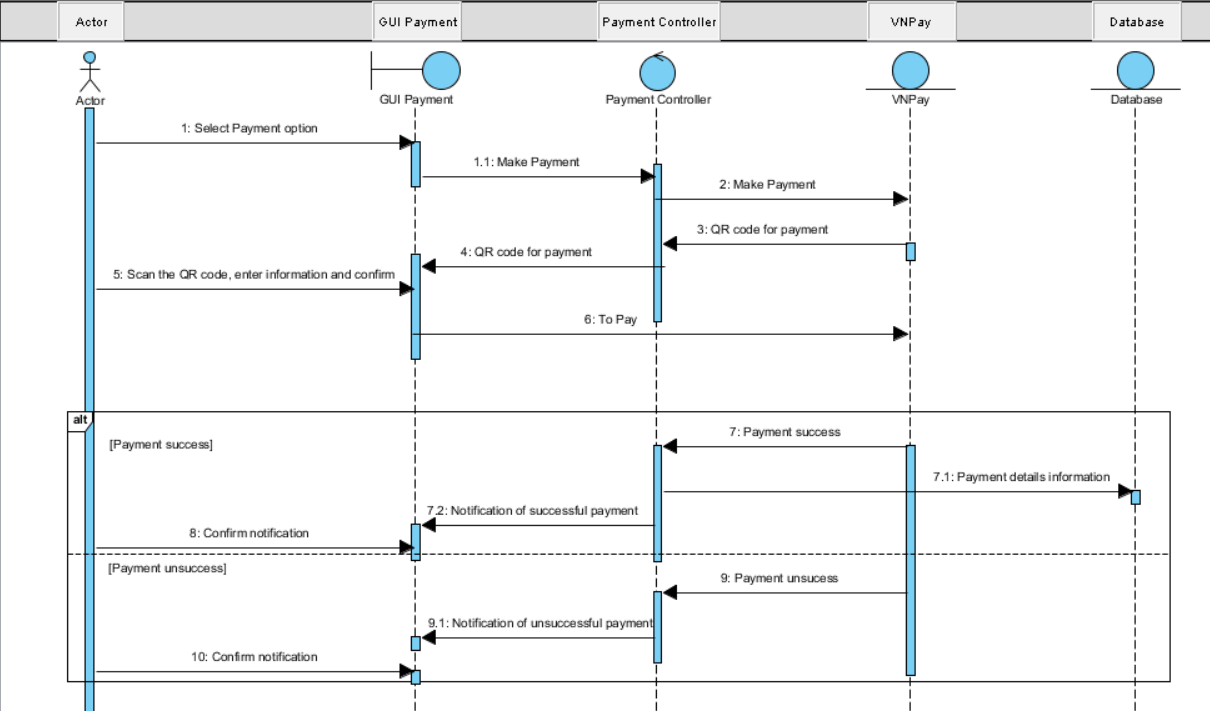 Actor
GUI Payment
Payment Controller
VNPay
Database
Actor
GUI Payment
Payment Controller
VNPay
Database
1: Select Payment option
1.1: Make Payment
2: Make Payment
3: QR code for payment
4: QR code for payment
5: Scan the QR code, enter information and confirm
6: To Pay
alt
[Payment success]
7: Payment success
7.1: Payment details information
7.2: Notification of successful payment
8: Confirm notification
[Payment unsuccess]
9: Payment unsucess
9.1: Notification of unsuccessful payment
10: Confirm notification